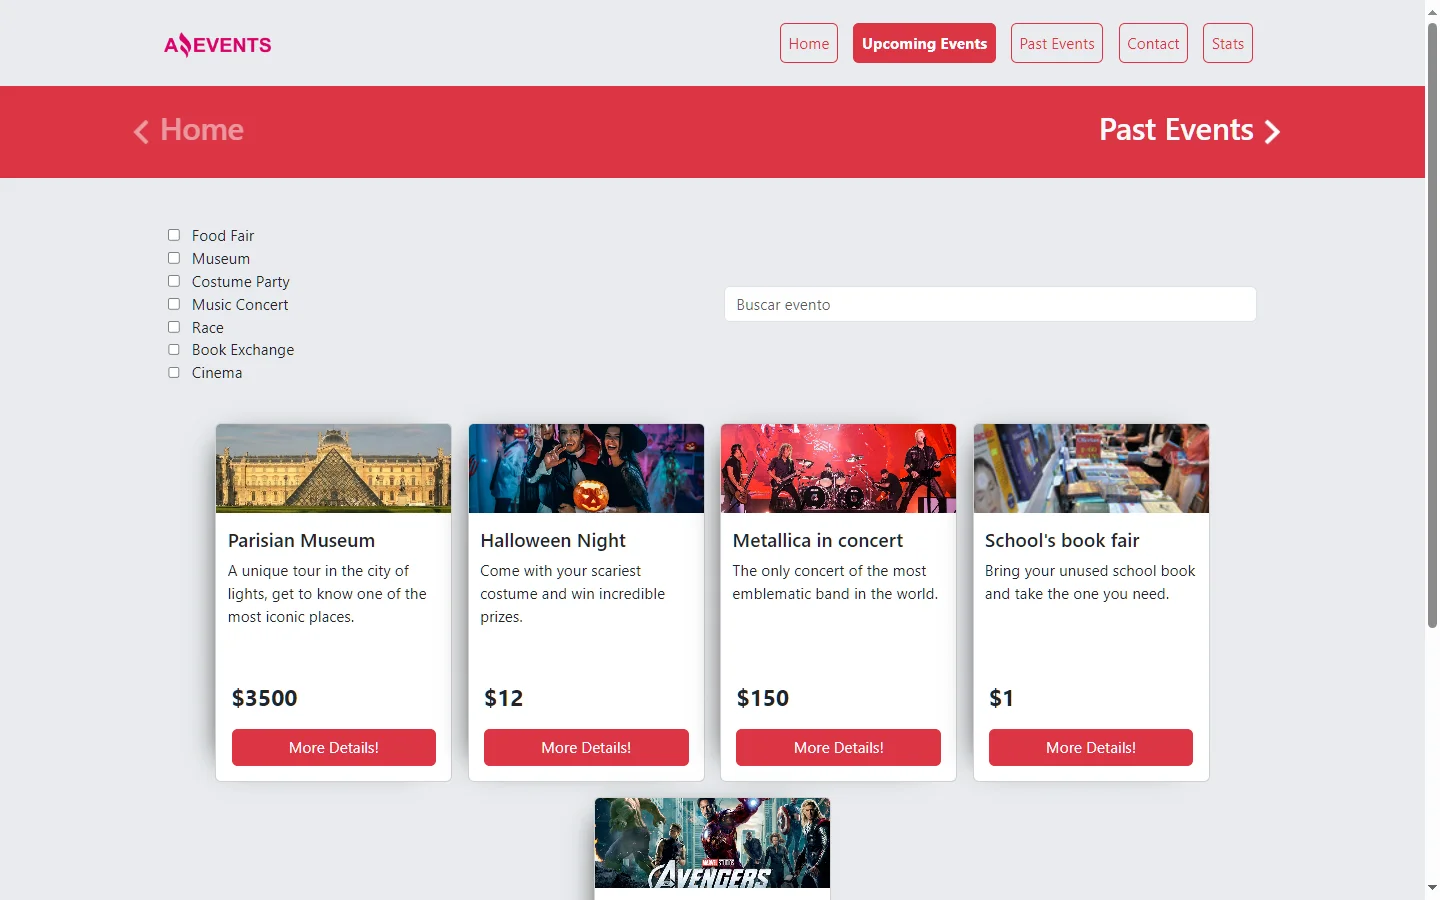 A EVENTS
Home
Upcoming Events
Past Events
Contact
Stats
Home
Past Events
Food Fair
Museum
Costume Party
Music Concert
Race
Book Exchange
Cinema
Buscar evento
Parisian Museum
A unique tour in the city of
lights, get to know one of the
most iconic places.
$3500
More Details!
Halloween Night
Come with your scariest
costume and win incredible
prizes.
$12
More Details!
Metallica in concert
The only concert of the most
emblematic band in the world.
$150
More Details!
School's book fair
Bring your unused school book
and take the one you need.
$1
More Details!
MARVEL STUDIOS
AVENGERS